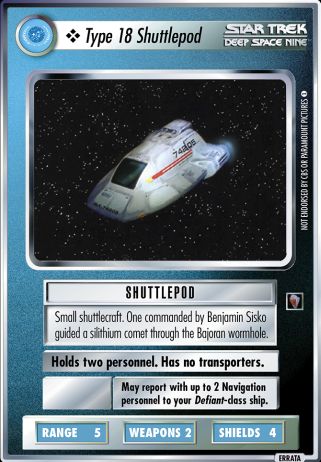 ❖ Type 18 Shuttlepod
STAR TREK
DEEP SPACE NINE
74205
NOT ENDORSED BY CBS OR PARAMOUNT PICTURES
SHUTTLEPOD
Small shuttlecraft. One commanded by Benjamin Sisko
guided a silithium comet through the Bajoran wormhole.
Holds two personnel. Has no transporters.
May report with up to 2 Navigation
personnel to your Defiant-class ship.
RANGE 5 WEAPONS 2 SHIELDS 4
ERRATA